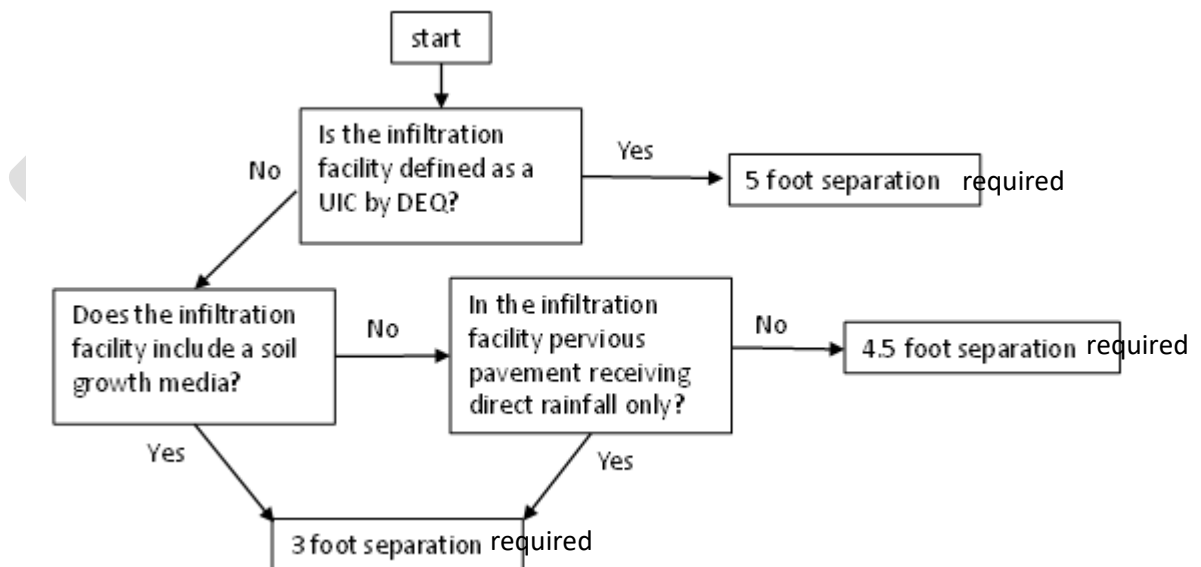 start
Is the infiltration
facility defined as a
UIC by DEQ?
No
Yes
5 foot separation required
Does the infiltration
facility include a soil
growth media?
No
In the infiltration
facility pervious
pavement receiving
direct rainfall only?
No
4.5 foot separation required
Yes
Yes
3 foot separation required